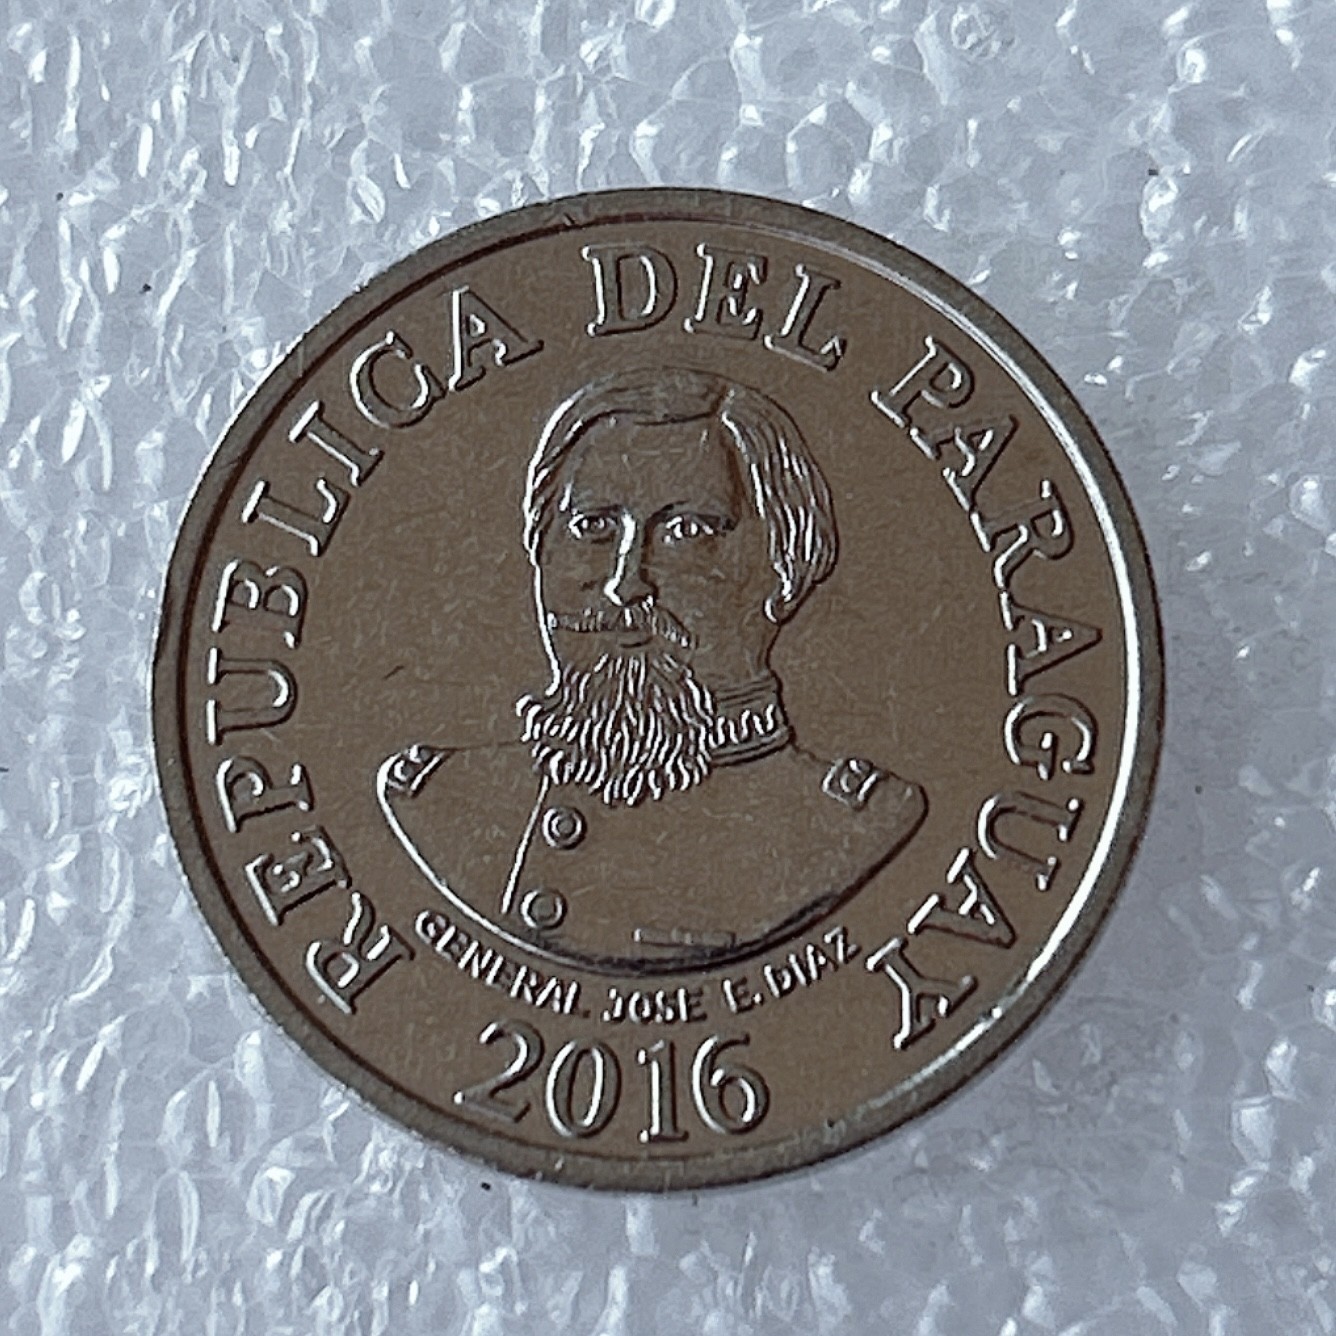 REPUBLICA DEL PARAGUAY
GENERAL JOSE E. DIAZ
2016